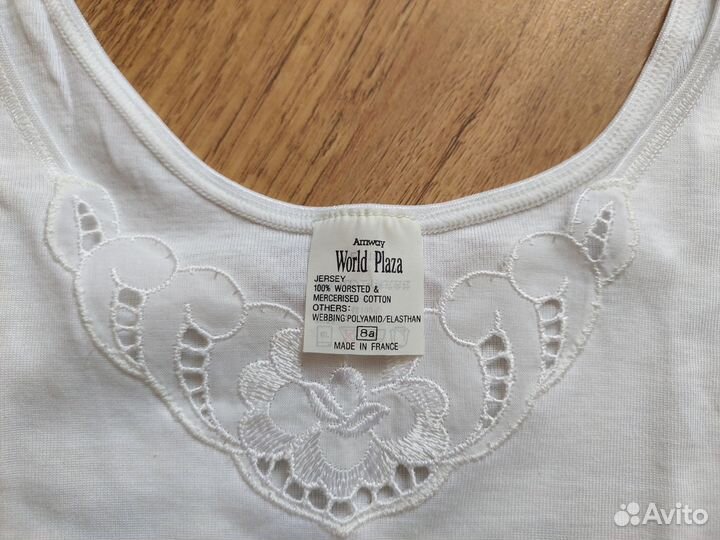 Amway
World Plaza
JERSEY
100% WORSTED &
MERCERISED COTTON
OTHERS:
WEBBING POLYAMID/ELASTHAN
8a
MADE IN FRANCE
Avito